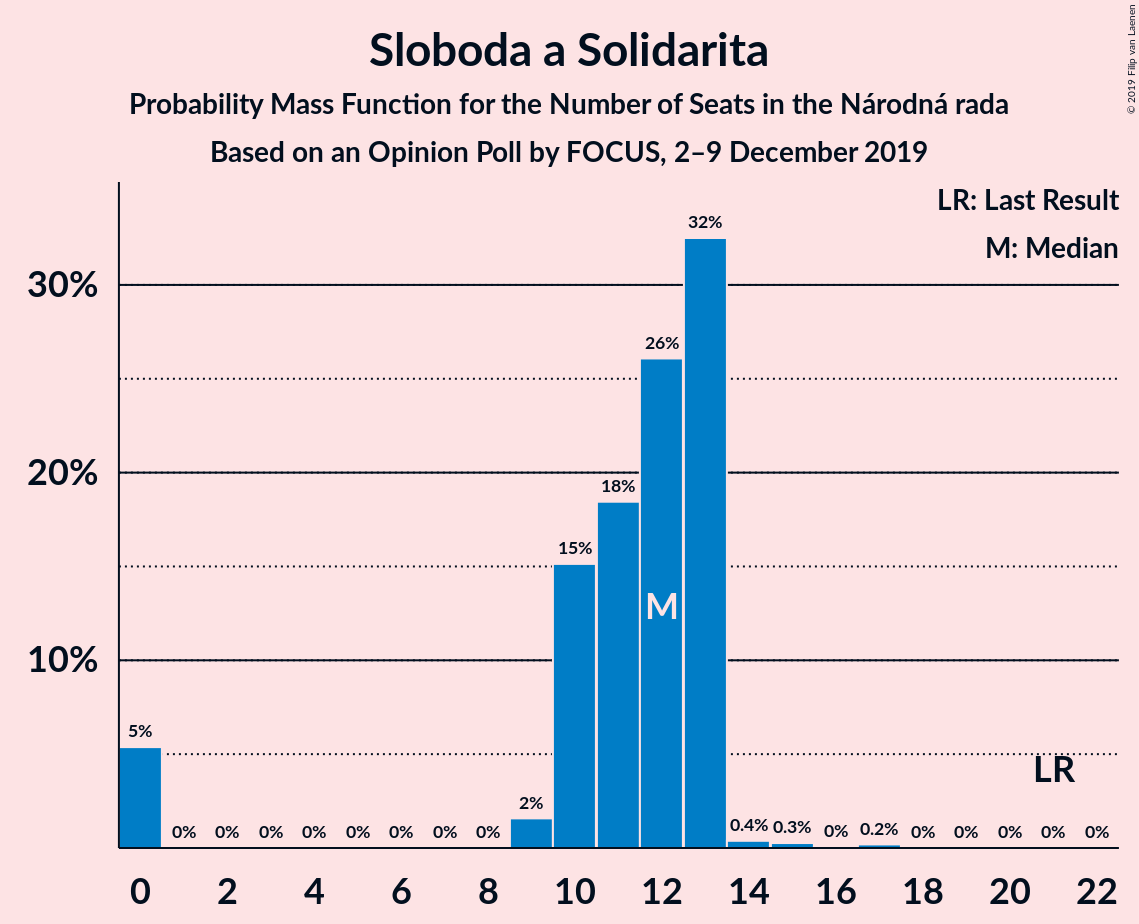 Sloboda a Solidarita
Probability Mass Function for the Number of Seats in the Národná rada
Based on an Opinion Poll by FOCUS, 2–9 December 2019
© 2019 Filip van Laenen
LR: Last Result
M: Median
32%
30%
26%
20%
18%
15%
M
10%
5%
LR
2%
0% 0% 0% 0% 0% 0% 0% 0% 0.4% 0.3% 0% 0.2% 0% 0% 0% 0% 0%
0 2 4 6 8 10 12 14 16 18 20 22